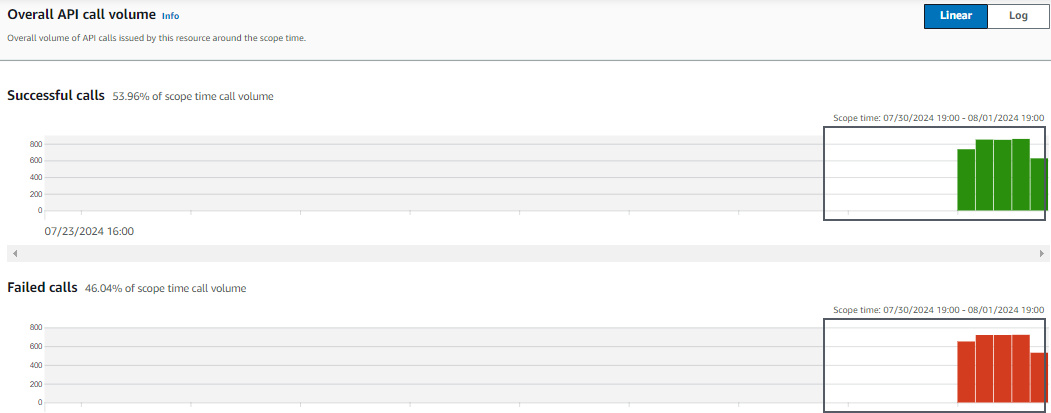 Overall API call volume Info
Linear Log
Overall volume of API calls issued by this resource around the scope time.
Successful calls 53.96% of scope time call volume
Scope time: 07/30/2024 19:00 - 08/01/2024 19:00
800
600
400
200
0
07/23/2024 16:00
Failed calls 46.04% of scope time call volume
Scope time: 07/30/2024 19:00 - 08/01/2024 19:00
800
600
400
200
0